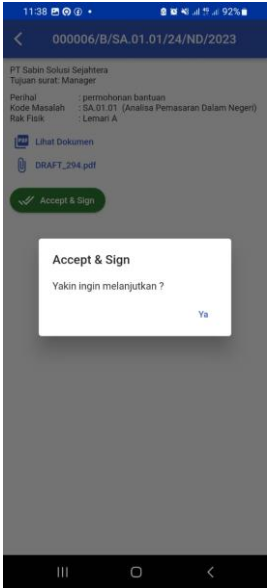 11:38
92%
000006/B/SA.01.01/24/ND/2023
PT Sabin Solusi Sejahtera
Tujuan surat: Manager
Perihal : permohonan bantuan
Kode Masalah : SA.01.01 (Analisa Pemasaran Dalam Negeri)
Rak Fisik : Lemari A
PDF Lihat Dokumen
DRAFT_294.pdf
Accept & Sign
Accept & Sign
Yakin ingin melanjutkan ?
Ya